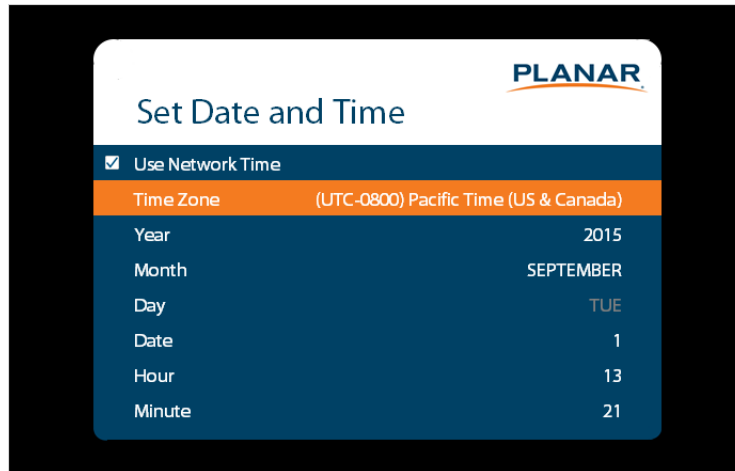 PLANAR
Set Date and Time
Use Network Time
Time Zone (UTC-0800) Pacific Time (US & Canada)
Year 2015
Month SEPTEMBER
Day TUE
Date 1
Hour 13
Minute 21